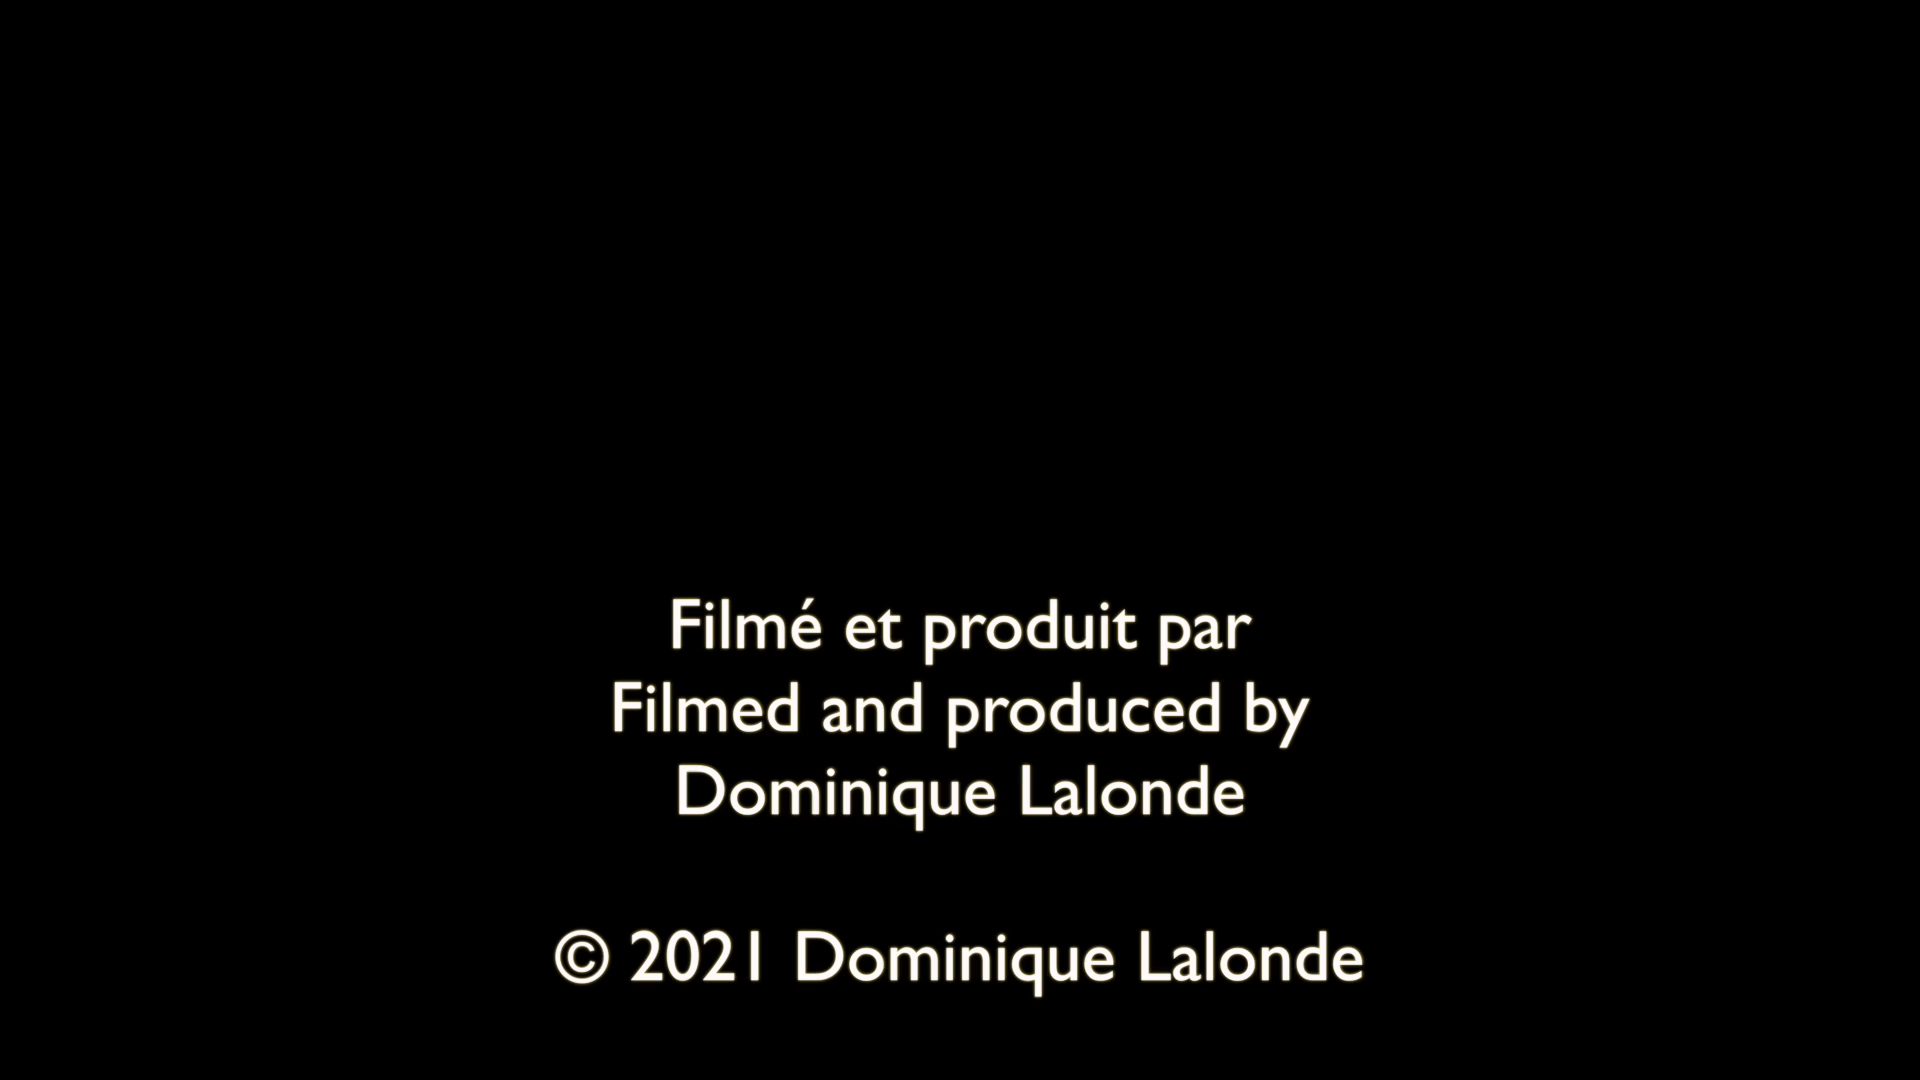 Filmé et produit par
Filmed and produced by
Dominique Lalonde
© 2021 Dominique Lalonde